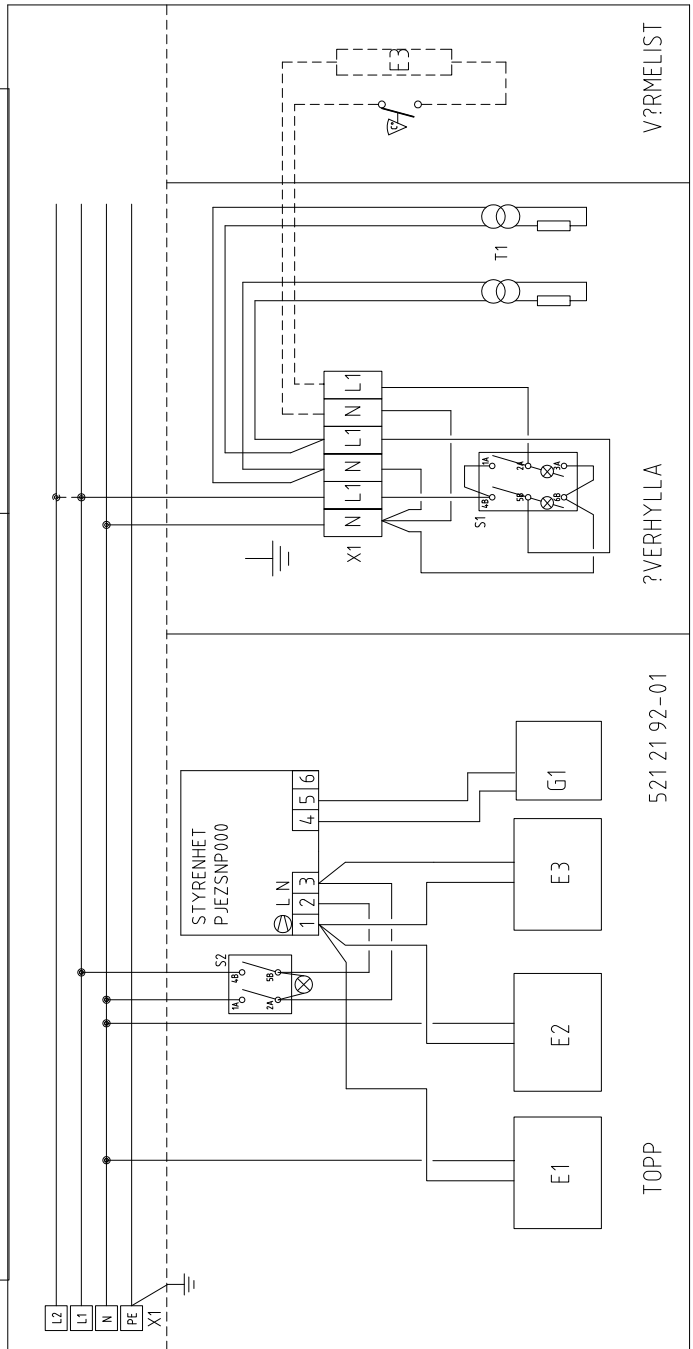 L2
L1
N
PE
X1
E3
C°
V?RMELIST
T1
N
L1
N
L1
N
L1
X1
1A
2A
3A
4B
5B
6B
S1
?VERHYLLA
STYRENHET
PJEZSNP000
L N
1 2 3
4 5 6
S2
4B
5B
1A
2A
G1
E3
E2
E1
521 21 92-01
TOPP